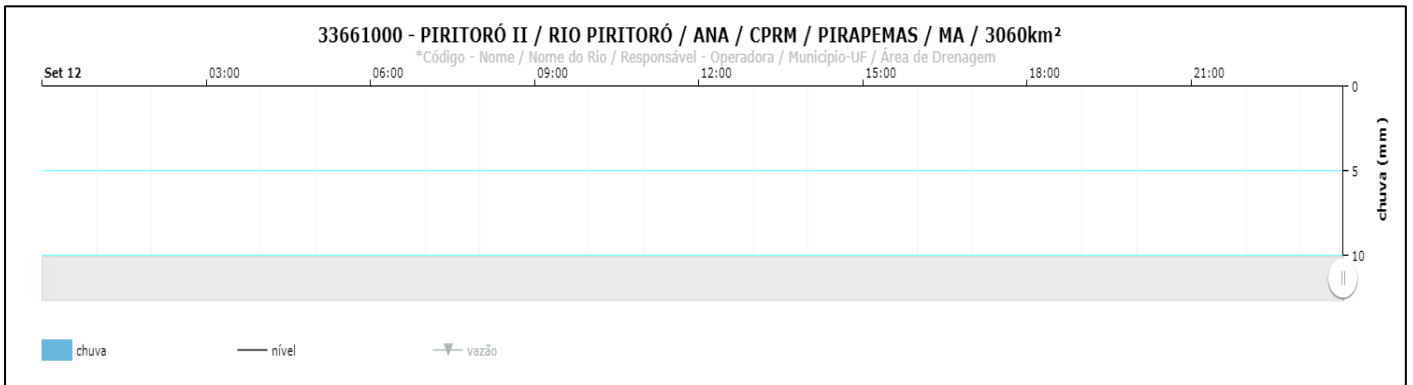 33661000 - PIRITORÓ II / RIO PIRITORÓ / ANA / CPRM / PIRAPEMAS / MA / 3060km²
*Código - Nome / Nome do Rio / Responsável - Operadora / Municipio-UF / Área de Drenagem
Set 12 03:00 06:00 09:00 12:00 15:00 18:00 21:00
0
5
10
chuva (mm)
chuva nível vazão